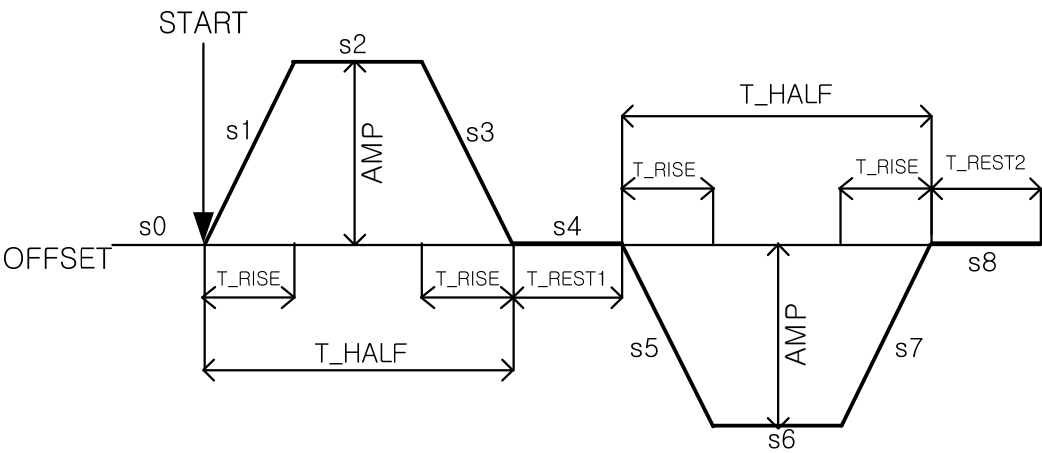 START
s2
T_HALF
s1
AMP
s3
T_RISE
T_RISE
T_REST2
s0
s4
OFFSET
s8
T_RISE
T_RISE
T_REST1
T_HALF
s5
AMP
s7
s6